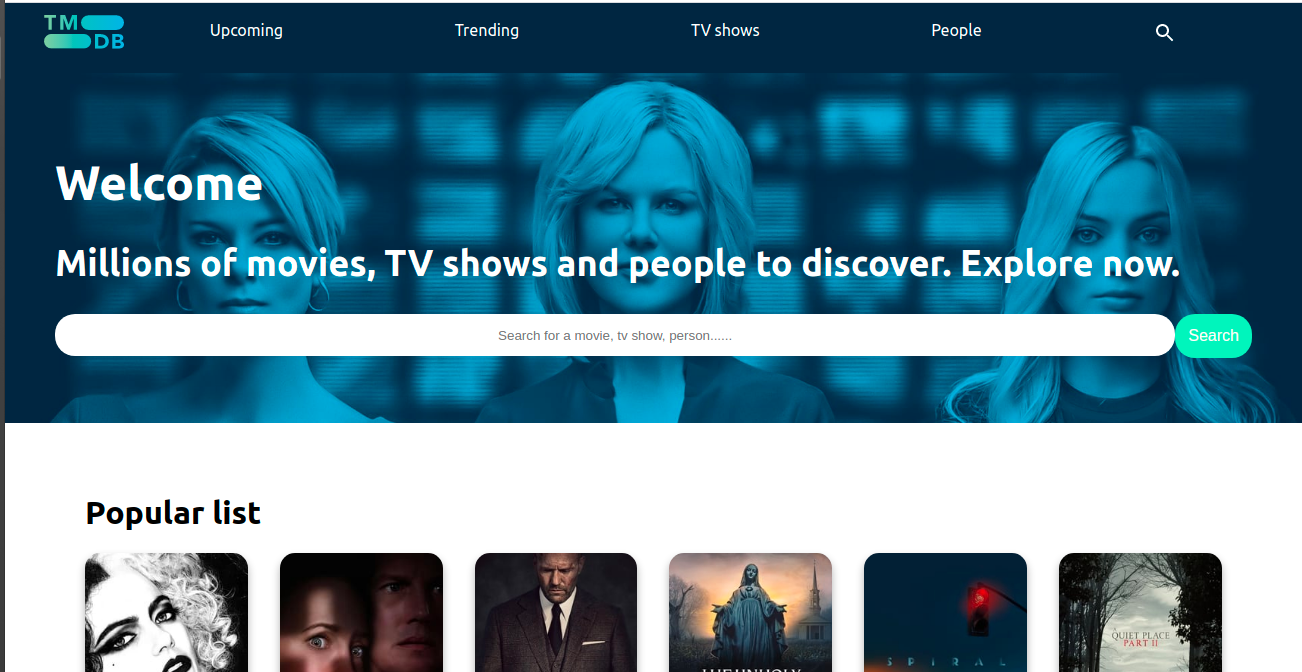 TM
DB
Upcoming
Trending
TV shows
People
Welcome
Millions of movies, TV shows and people to discover. Explore now.
Search for a movie, tv show, person......
Search
Popular list
THE UNHOLY
SPIRAL
A QUIET PLACE
PART II